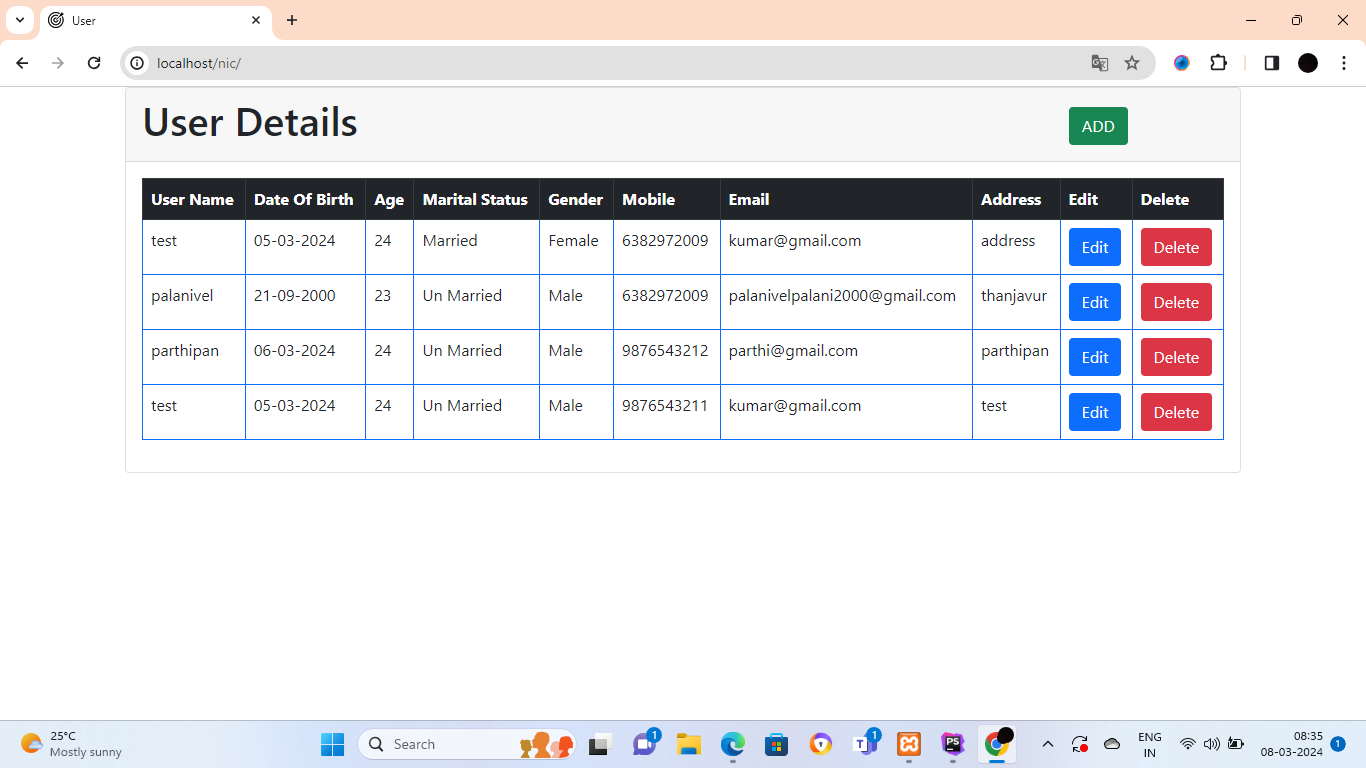 User
localhost/nic/
User Details
ADD
User Name Date Of Birth Age Marital Status Gender Mobile Email Address Edit Delete
test 05-03-2024 24 Married Female 6382972009 kumar@gmail.com address Edit Delete
palanivel 21-09-2000 23 Un Married Male 6382972009 palanivelpalani2000@gmail.com thanjavur Edit Delete
parthipan 06-03-2024 24 Un Married Male 9876543212 parthi@gmail.com parthipan Edit Delete
test 05-03-2024 24 Un Married Male 9876543211 kumar@gmail.com test Edit Delete
25°C
Mostly sunny
Search
1
T
1
PS
ENG
IN
08:35
08-03-2024
1